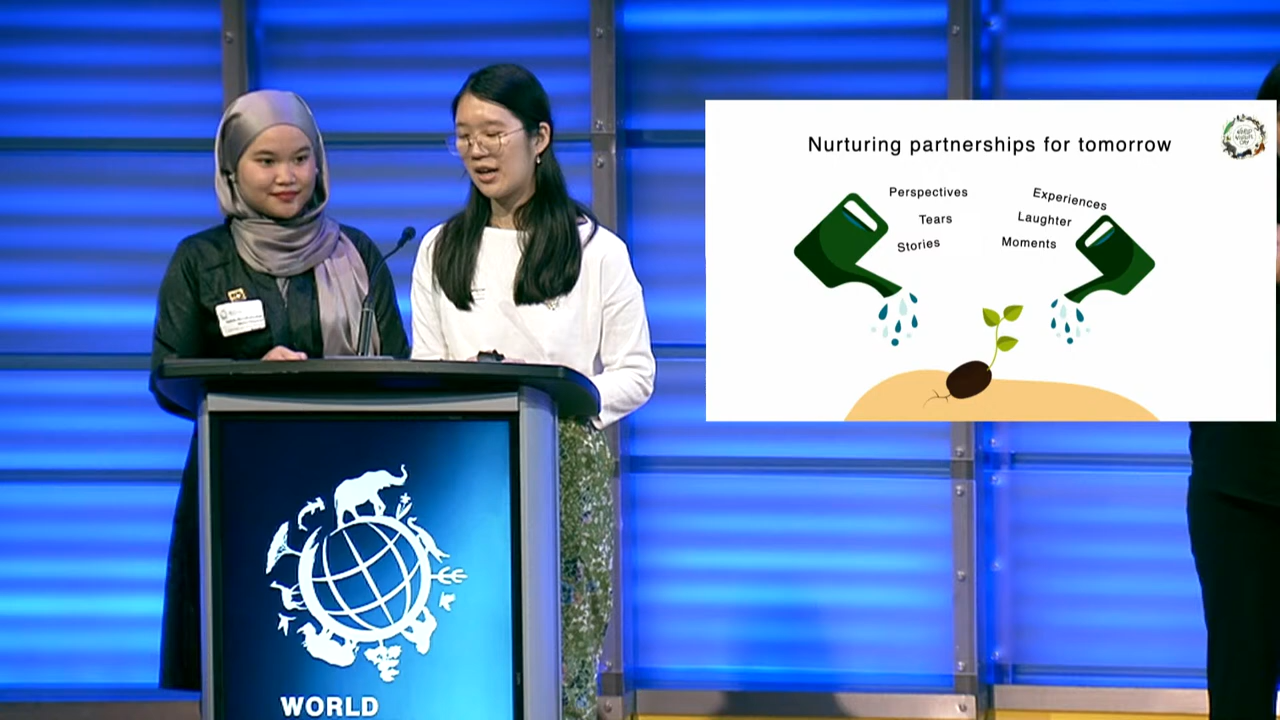 Nurturing partnerships for tomorrow
Perspectives
Tears
Stories
Experiences
Laughter
Moments
WORLD